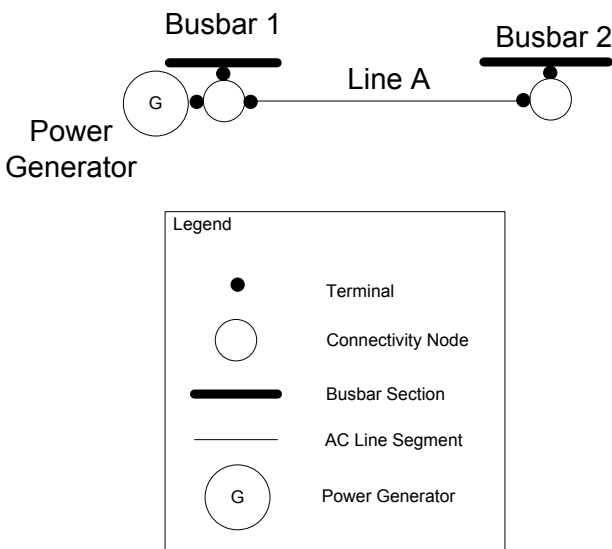 Busbar 1
Busbar 2
Line A
G
Power
Generator
Legend
Terminal
Connectivity Node
Busbar Section
AC Line Segment
G
Power Generator